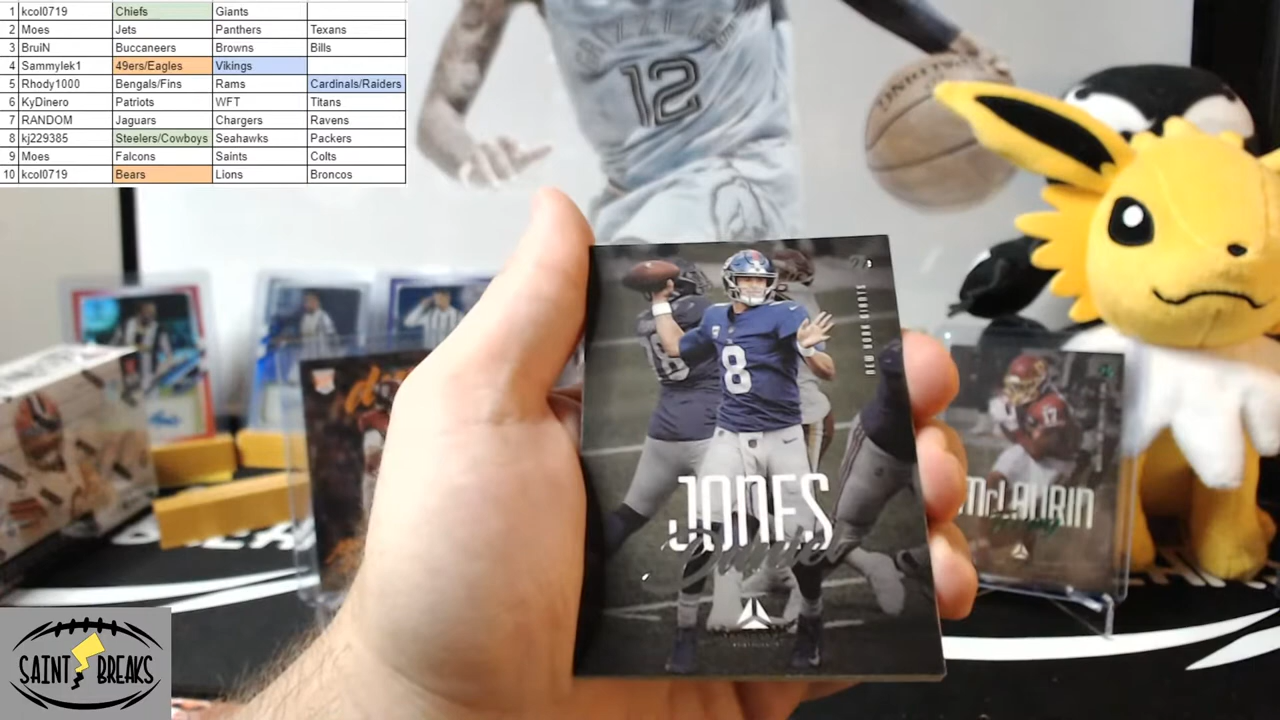 1 kcol0719 Chiefs Giants
2 Moes Jets Panthers Texans
3 BruiN Buccaneers Browns Bills
4 Sammylek1 49ers/Eagles Vikings
5 Rhody1000 Bengals/Fins Rams Cardinals/Raiders
6 KyDinero Patriots WFT Titans
7 RANDOM Jaguars Chargers Ravens
8 kj229385 Steelers/Cowboys Seahawks Packers
9 Moes Falcons Saints Colts
10 kcol0719 Bears Lions Broncos
12
NEW YORK GIANTS
8
17
JONES
Daniel
McLAURIN
Terry
SAINT BREAKS